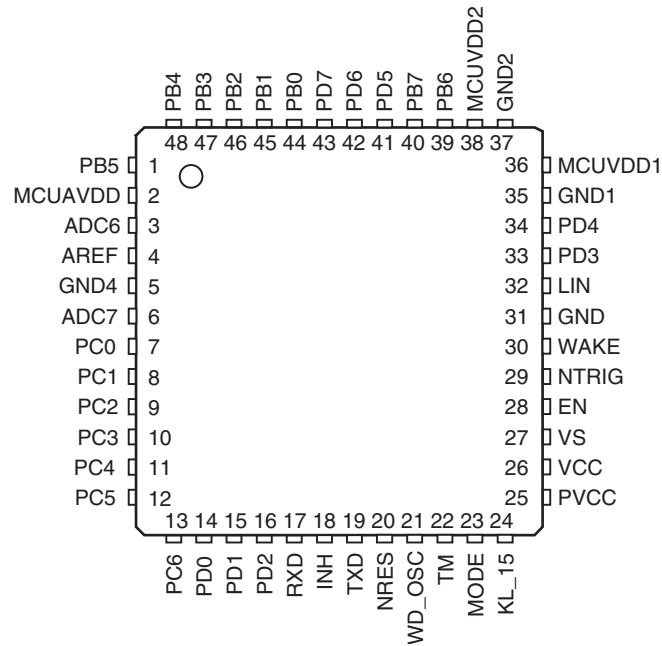 PB4 PB3 PB2 PB1 PB0 PD7 PD6 PD5 PB7 PB6 MCUVDD2 GND2
48 47 46 45 44 43 42 41 40 39 38 37
PB5 1 36 MCUVDD1
MCUAVDD 2 35 GND1
ADC6 3 34 PD4
AREF 4 33 PD3
GND4 5 32 LIN
ADC7 6 31 GND
PC0 7 30 WAKE
PC1 8 29 NTRIG
PC2 9 28 EN
PC3 10 27 VS
PC4 11 26 VCC
PC5 12 25 PVCC
13 14 15 16 17 18 19 20 21 22 23 24
PC6 PD0 PD1 PD2 RXD INH TXD NRES WD_OSC TM MODE KL_15